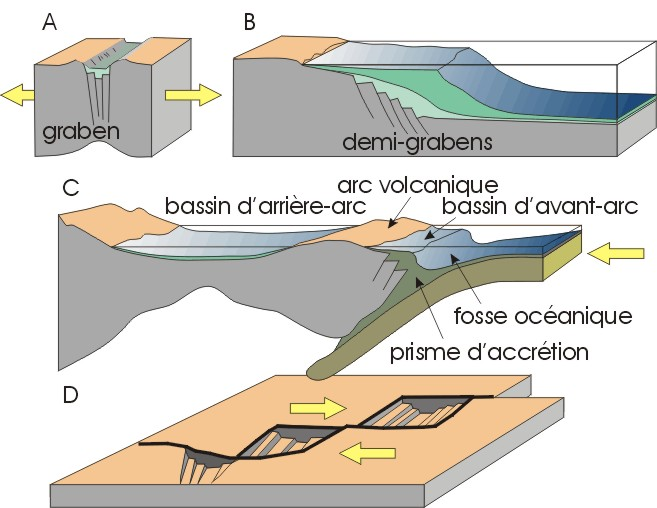 A
graben
B
demi-grabens
C
arc volcanique
bassin d'arrière-arc
bassin d'avant-arc
fosse océanique
prisme d'accrétion
D